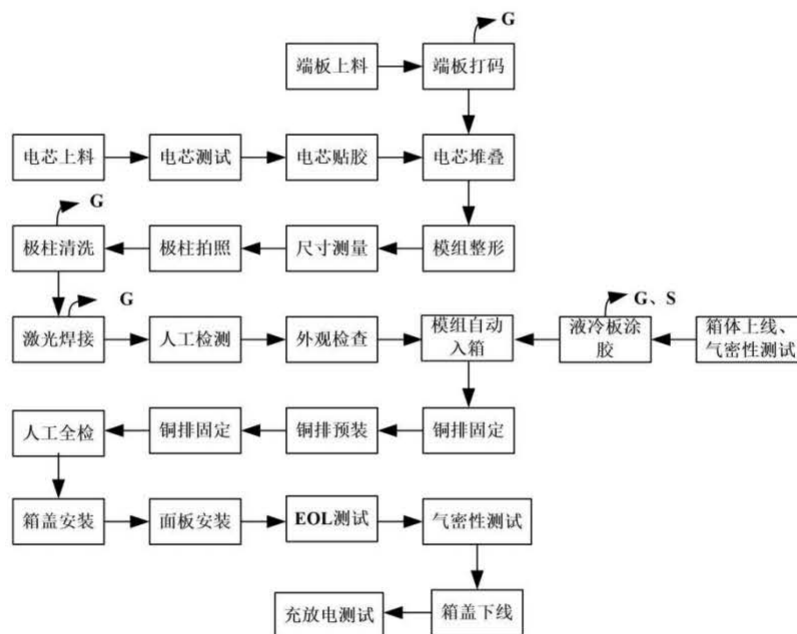 G
端板上料
端板打码
电芯上料
电芯测试
电芯贴胶
电芯堆叠
G
极柱清洗
极柱拍照
尺寸测量
模组整形
G
G、S
激光焊接
人工检测
外观检查
模组自动
入箱
液冷板涂
胶
箱体上线、
气密性测试
人工全检
铜排固定
铜排预装
铜排固定
箱盖安装
面板安装
EOL测试
气密性测试
充放电测试
箱盖下线